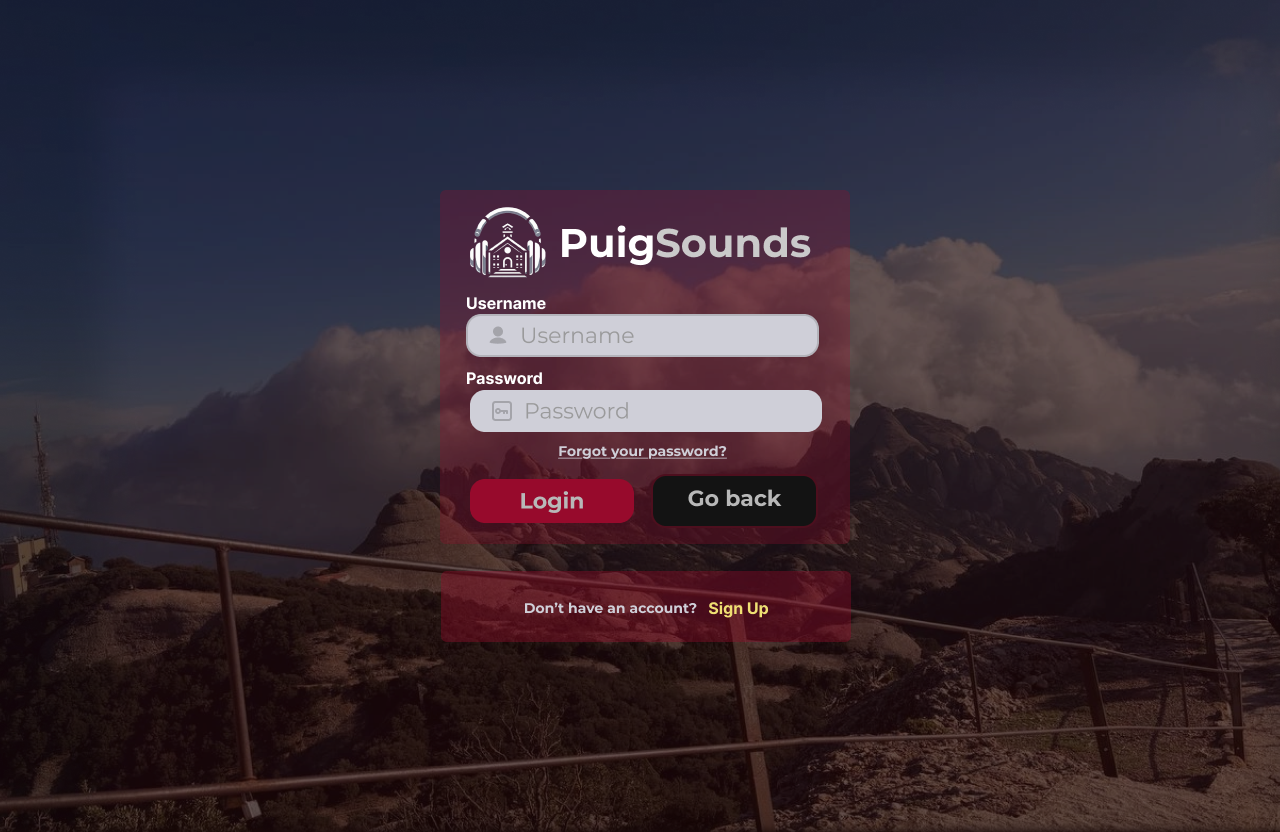 PuigSounds
Username
Username
Password
Password
Forgot your password?
Login
Go back
Don’t have an account? Sign Up